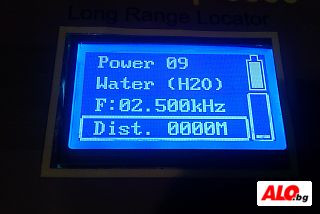 Long Range Locator
Power 09
Water (H2O)
F:02.500kHz
Dist. 0000M
ALO.bg